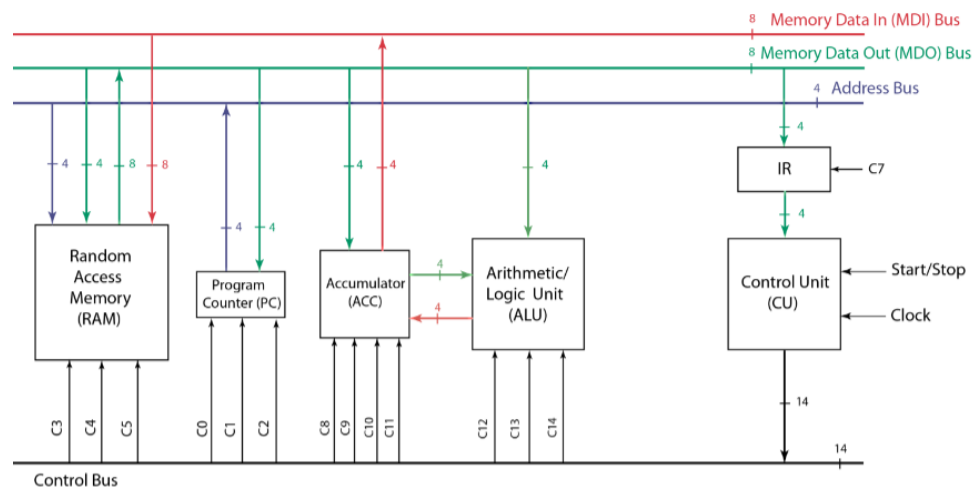 8 Memory Data In (MDI) Bus
8 Memory Data Out (MDO) Bus
4 Address Bus
4
4
8
8
4
4
4
4
4
4
IR
C7
4
Random
Access
Memory
(RAM)
Program
Counter (PC)
Accumulator
(ACC)
4
4
Arithmetic/
Logic Unit
(ALU)
Control Unit
(CU)
Start/Stop
Clock
C3
C4
C5
C0
C1
C2
C8
C9
C10
C11
C12
C13
C14
14
14
Control Bus